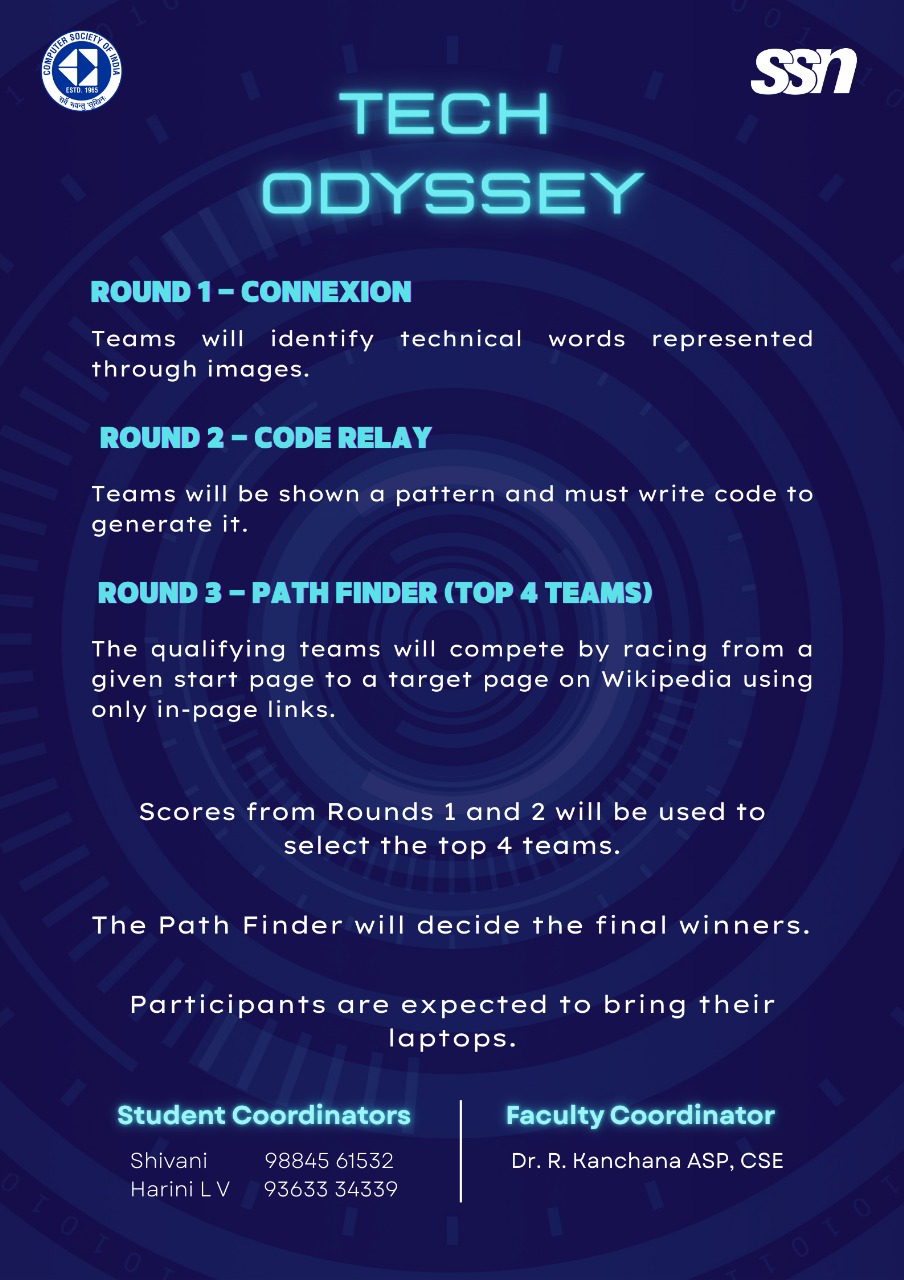 COMPUTER SOCIETY OF INDIA
ESTD. 1965
ssn
TECH
ODYSSEY
ROUND 1 – CONNEXION
Teams will identify technical words represented
through images.
ROUND 2 – CODE RELAY
Teams will be shown a pattern and must write code to
generate it.
ROUND 3 – PATH FINDER (TOP 4 TEAMS)
The qualifying teams will compete by racing from a
given start page to a target page on Wikipedia using
only in-page links.
Scores from Rounds 1 and 2 will be used to
select the top 4 teams.
The Path Finder will decide the final winners.
Participants are expected to bring their
laptops.
Student Coordinators
Shivani 98845 61532
Harini L V 93633 34339
Faculty Coordinator
Dr. R. Kanchana ASP, CSE